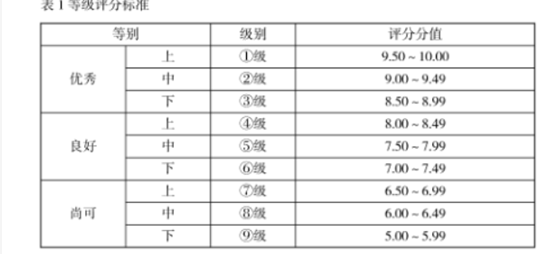 表1等级评分标准
等别 级别 评分分值
优秀 上 ①级 9.50~10.00
中 ②级 9.00~9.49
下 ③级 8.50~8.99
良好 上 ④级 8.00~8.49
中 ⑤级 7.50~7.99
下 ⑥级 7.00~7.49
尚可 上 ⑦级 6.50~6.99
中 ⑧级 6.00~6.49
下 ⑨级 5.00~5.99